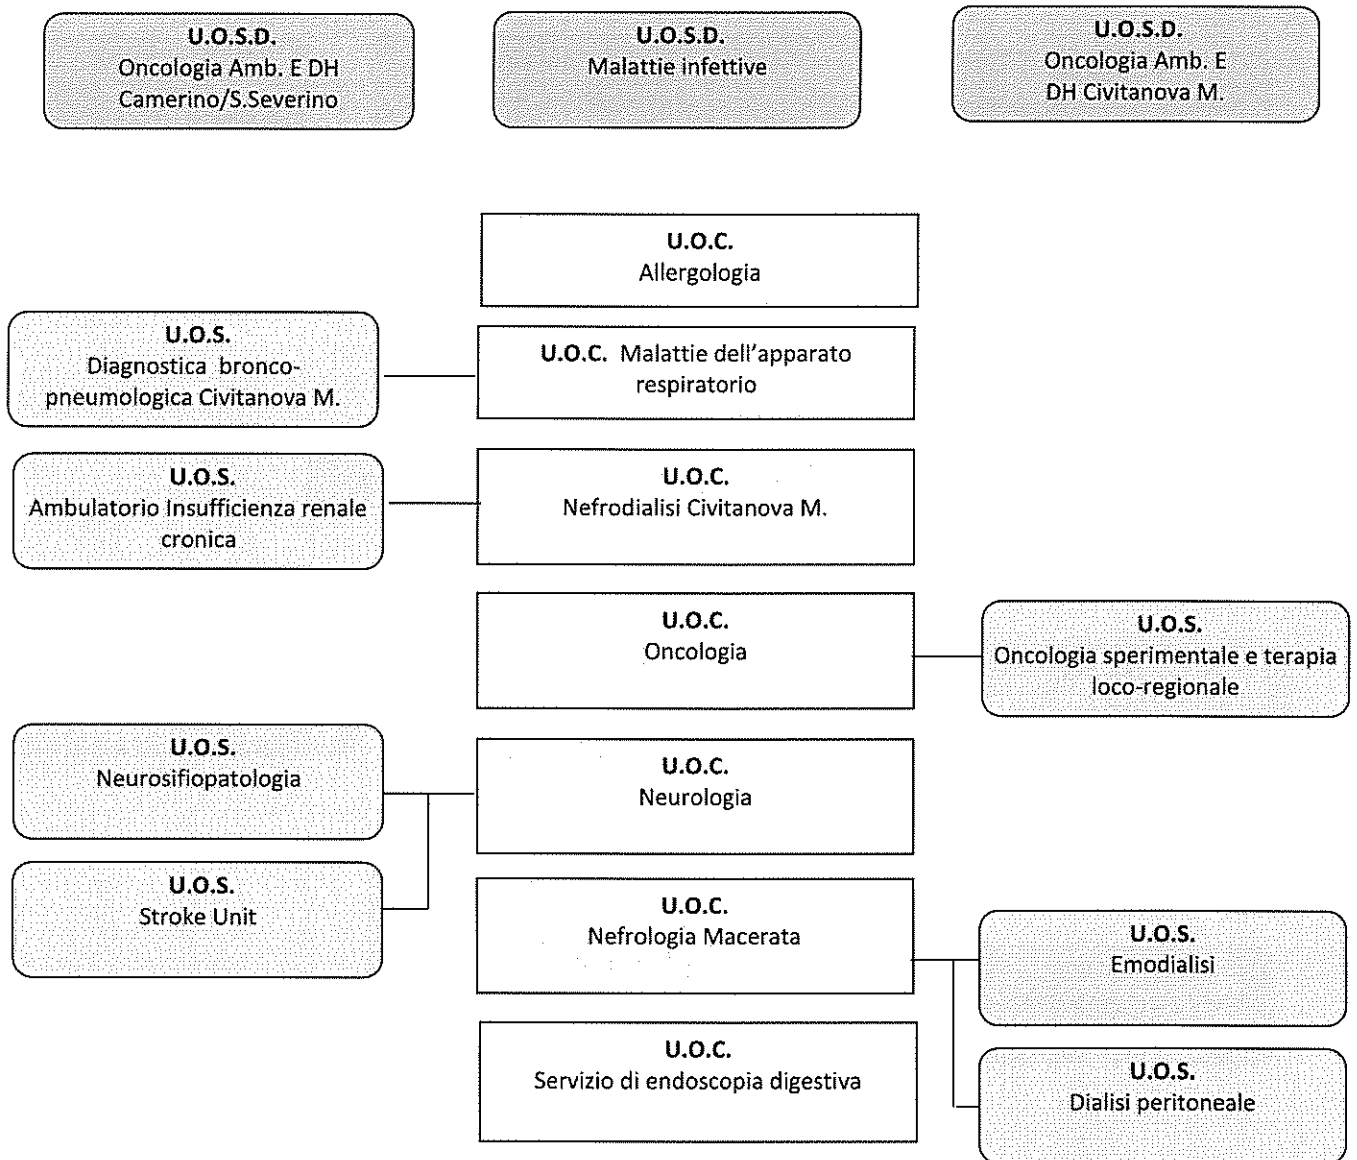 U.O.S.D.
Oncologia Amb. E DH
Camerino/S.Severino
U.O.S.D.
Malattie infettive
U.O.S.D.
Oncologia Amb. E
DH Civitanova M.
U.O.C.
Allergologia
U.O.S.
Diagnostica bronco-
pneumologica Civitanova M.
U.O.C. Malattie dell'apparato
respiratorio
U.O.S.
Ambulatorio Insufficienza renale
cronica
U.O.C.
Nefrodialisi Civitanova M.
U.O.C.
Oncologia
U.O.S.
Oncologia sperimentale e terapia
loco-regionale
U.O.S.
Neurosifiopatologia
U.O.C.
Neurologia
U.O.S.
Stroke Unit
U.O.C.
Nefrologia Macerata
U.O.S.
Emodialisi
U.O.C.
Servizio di endoscopia digestiva
U.O.S.
Dialisi peritoneale